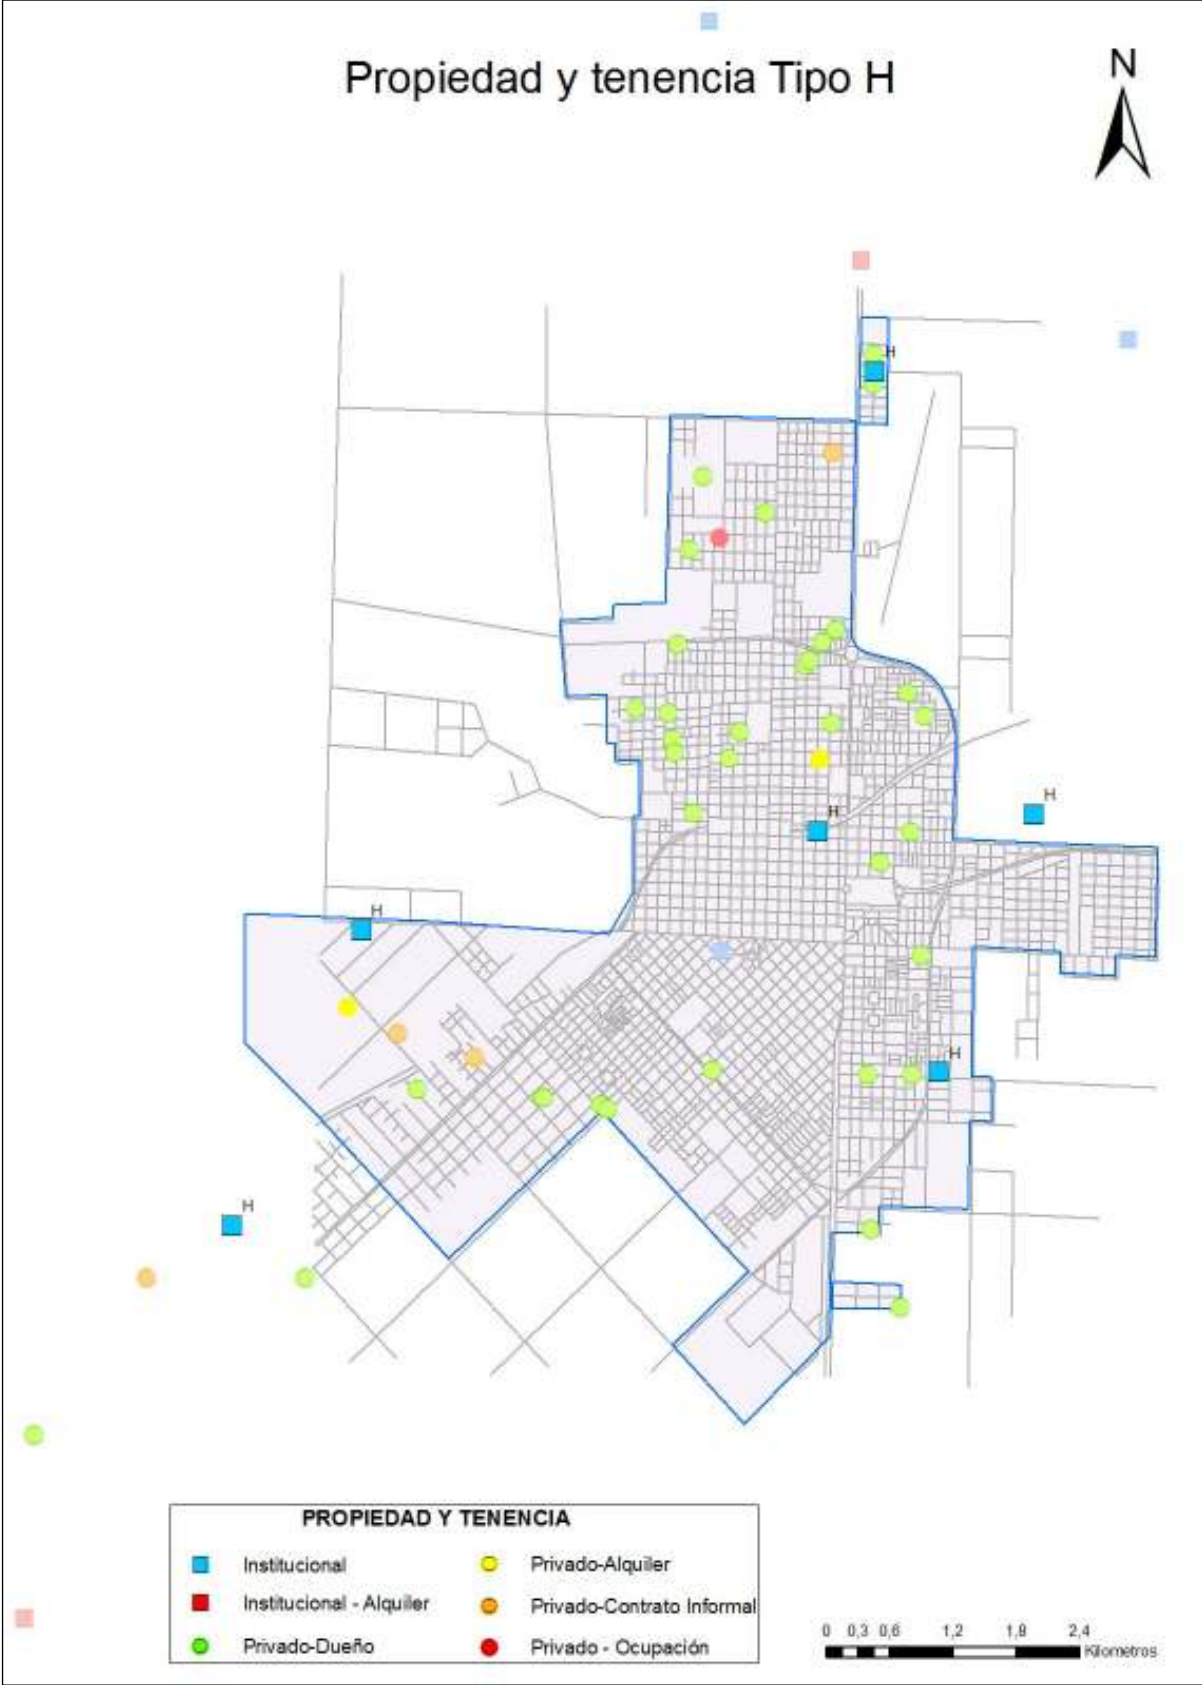 Propiedad y tenencia Tipo H
N
H
H
H
H
H
H
PROPIEDAD Y TENENCIA
Institucional
Privado-Alquiler
Institucional - Alquiler
Privado-Contrato Informal
Privado-Dueño
Privado - Ocupación
0 0,3 0,6 1,2 1,8 2,4
Kilometros